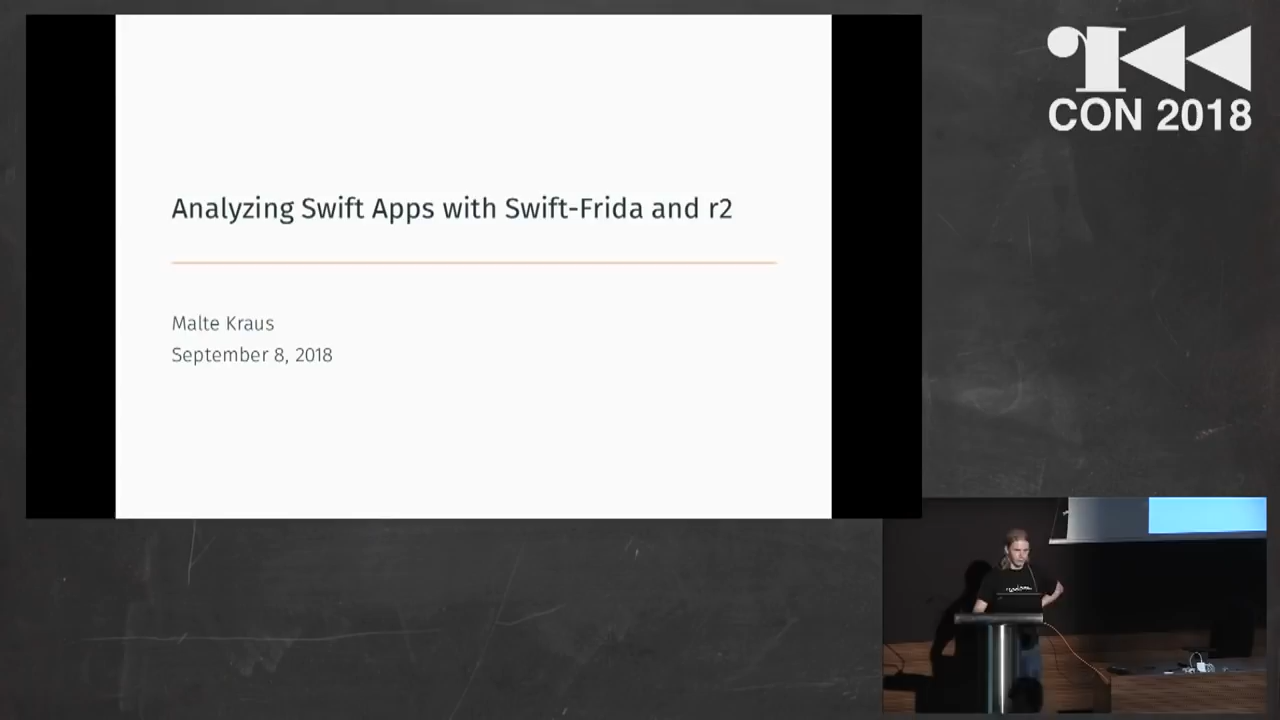 Analyzing Swift Apps with Swift-Frida and r2
Malte Kraus
September 8, 2018
CON 2018